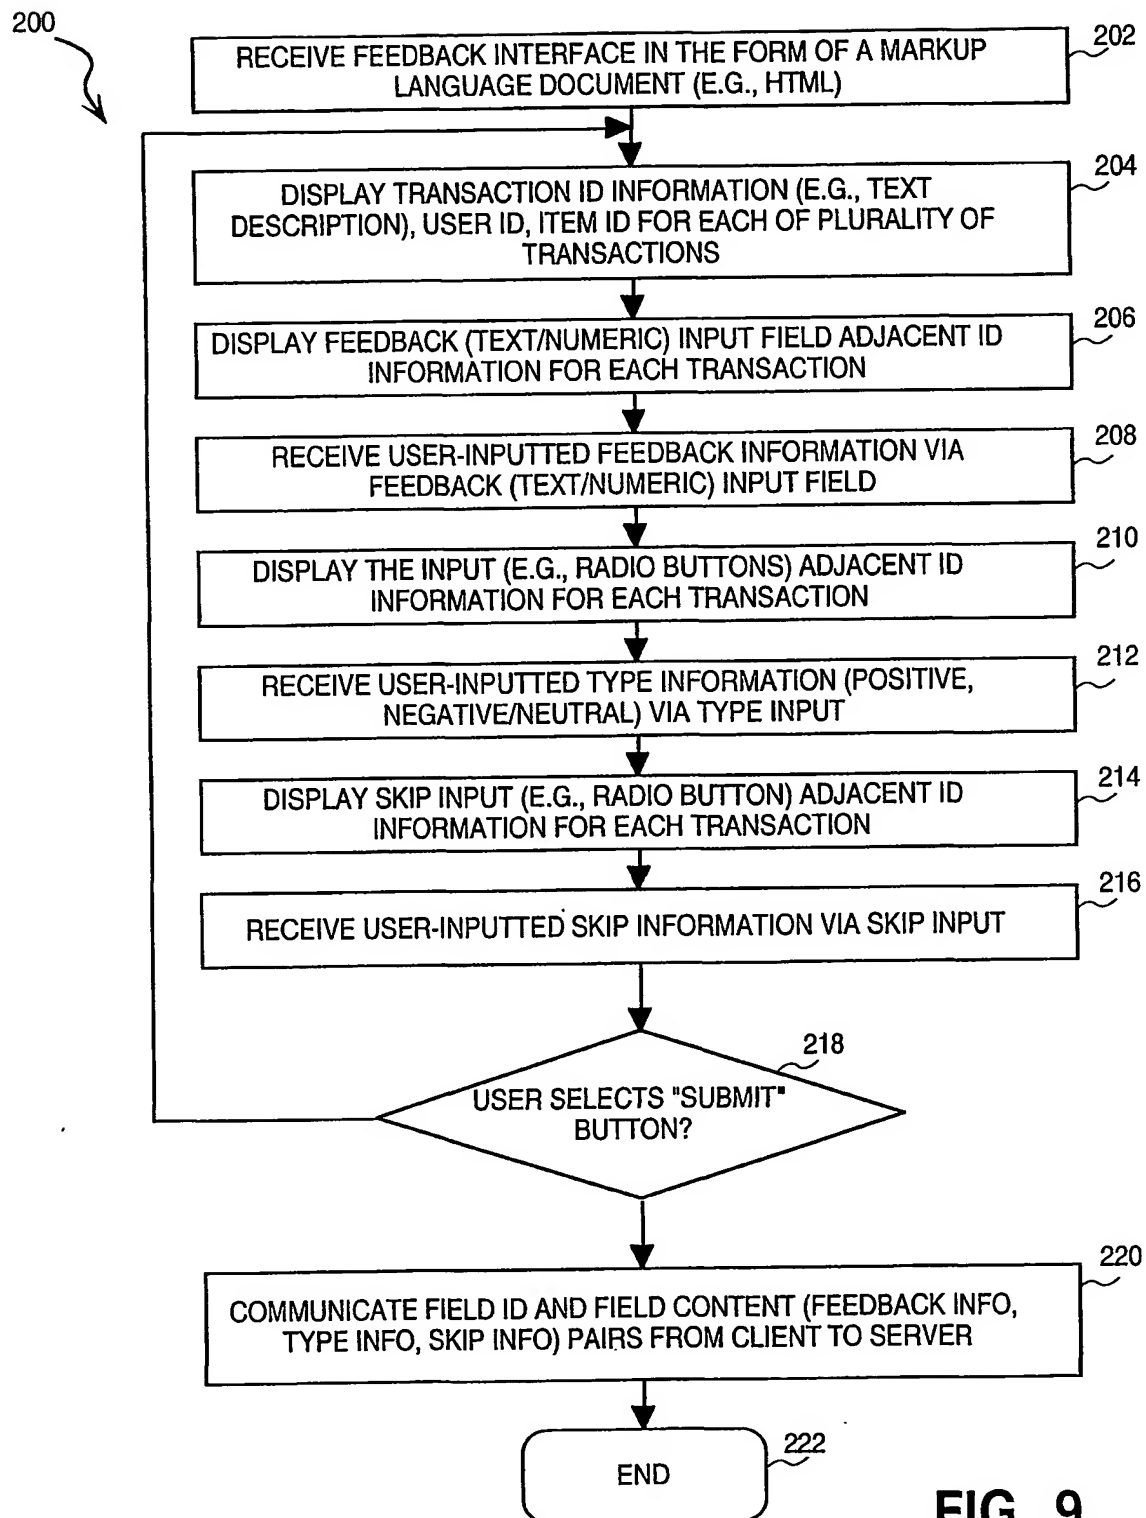 200
202
RECEIVE FEEDBACK INTERFACE IN THE FORM OF A MARKUP
LANGUAGE DOCUMENT (E.G., HTML)
204
DISPLAY TRANSACTION ID INFORMATION (E.G., TEXT
DESCRIPTION), USER ID, ITEM ID FOR EACH OF PLURALITY OF
TRANSACTIONS
206
DISPLAY FEEDBACK (TEXT/NUMERIC) INPUT FIELD ADJACENT ID
INFORMATION FOR EACH TRANSACTION
208
RECEIVE USER-INPUTTED FEEDBACK INFORMATION VIA
FEEDBACK (TEXT/NUMERIC) INPUT FIELD
210
DISPLAY THE INPUT (E.G., RADIO BUTTONS) ADJACENT ID
INFORMATION FOR EACH TRANSACTION
212
RECEIVE USER-INPUTTED TYPE INFORMATION (POSITIVE,
NEGATIVE/NEUTRAL) VIA TYPE INPUT
214
DISPLAY SKIP INPUT (E.G., RADIO BUTTON) ADJACENT ID
INFORMATION FOR EACH TRANSACTION
216
RECEIVE USER-INPUTTED SKIP INFORMATION VIA SKIP INPUT
218
USER SELECTS "SUBMIT"
BUTTON?
220
COMMUNICATE FIELD ID AND FIELD CONTENT (FEEDBACK INFO,
TYPE INFO, SKIP INFO) PAIRS FROM CLIENT TO SERVER
222
END
FIG. 9